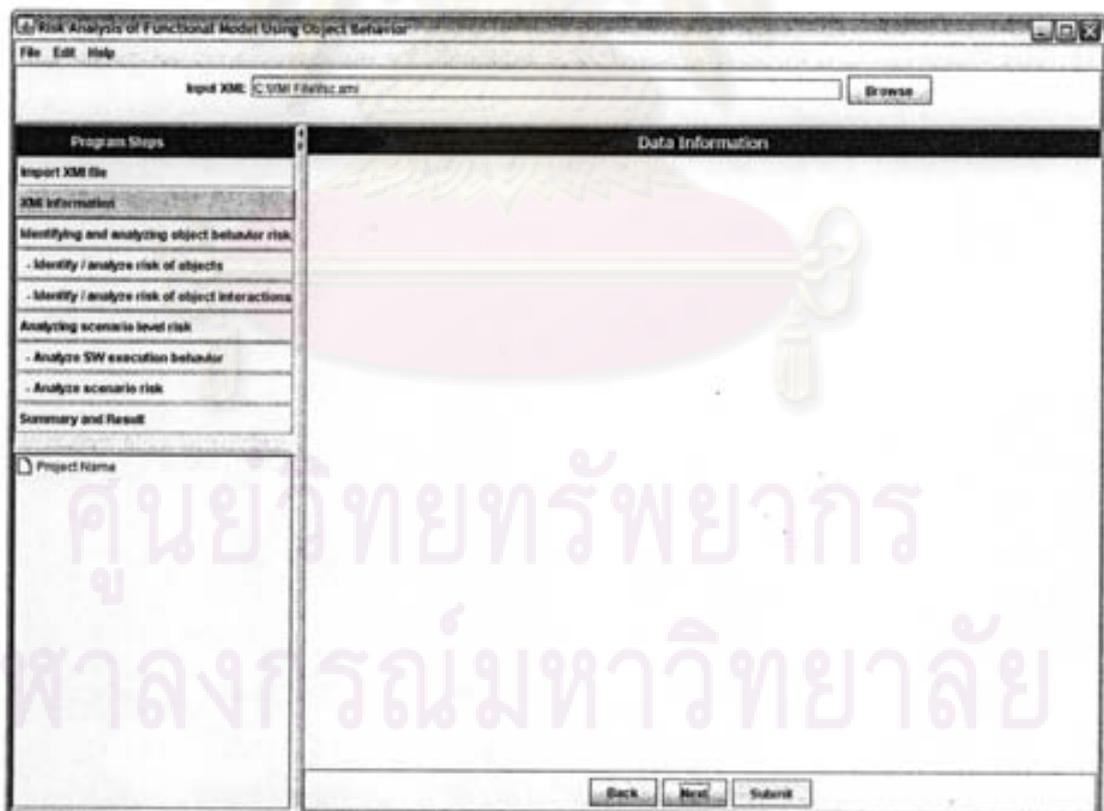 Risk Analysis of Functional Model Using Object Behavior
File Edit Help
Input XMI: Browse
Program Steps
Import XMI file
XMI Information
Identifying and analyzing object behavior risk
- Identify / analyze risk of objects
- Identify / analyze risk of object interactions
Analyzing scenario level risk
- Analyze SW execution behavior
- Analyze scenario risk
Summary and Result
Project Name
Data Information
Back Next Submit
ศูนย์วิทยทรัพยากร
ฬาลงกรณ์มหาวิทยาลัย